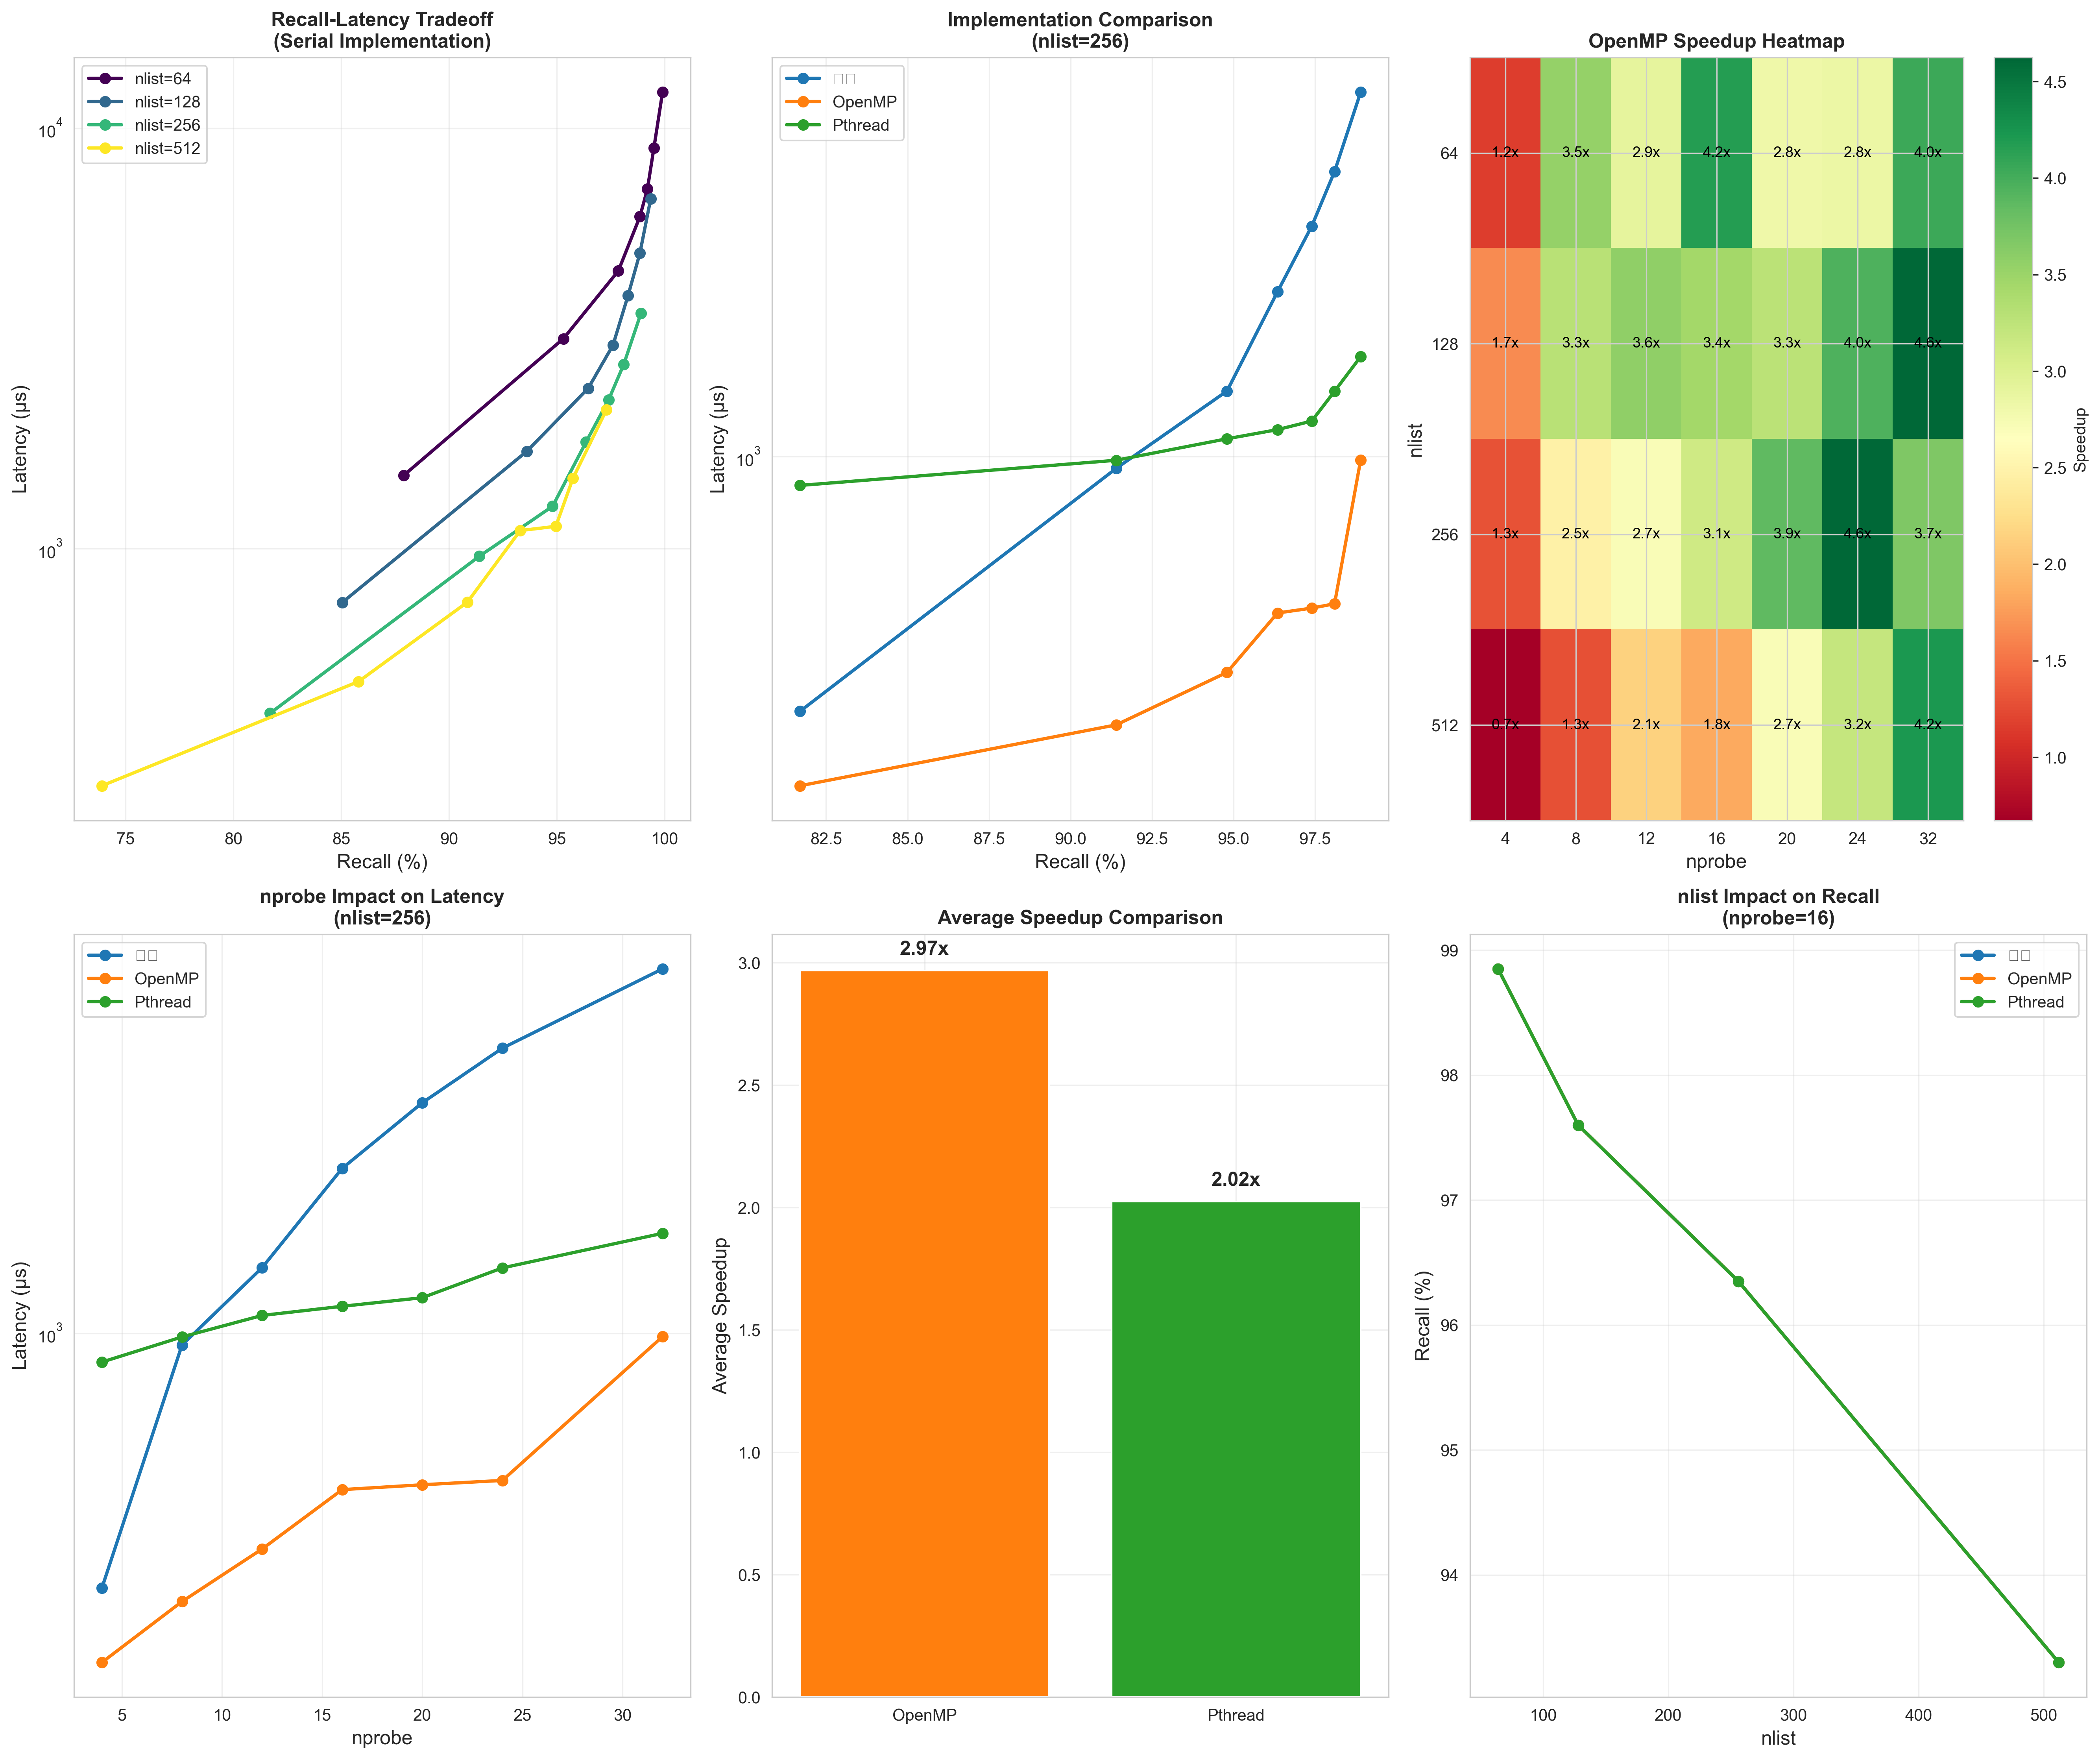 Recall-Latency Tradeoff
(Serial Implementation)
nlist=64
nlist=128
nlist=256
nlist=512
10⁴
10³
Latency (μs)
75 80 85 90 95 100
Recall (%)
Implementation Comparison
(nlist=256)
OpenMP
Pthread
10³
Latency (μs)
82.5 85.0 87.5 90.0 92.5 95.0 97.5
Recall (%)
OpenMP Speedup Heatmap
64
1.2x 3.5x 2.9x 4.2x 2.8x 2.8x 4.0x
128
1.7x 3.3x 3.6x 3.4x 3.3x 4.0x 4.6x
256
1.3x 2.5x 2.7x 3.1x 3.9x 4.6x 3.7x
512
0.7x 1.3x 2.1x 1.8x 2.7x 3.2x 4.2x
nlist
4 8 12 16 20 24 32
nprobe
4.5
4.0
3.5
3.0
2.5
2.0
1.5
1.0
Speedup
nprobe Impact on Latency
(nlist=256)
OpenMP
Pthread
10³
Latency (μs)
5 10 15 20 25 30
nprobe
Average Speedup Comparison
2.97x
2.02x
3.0
2.5
2.0
1.5
1.0
0.5
0.0
Average Speedup
OpenMP Pthread
nlist Impact on Recall
(nprobe=16)
OpenMP
Pthread
99
98
97
96
95
94
Recall (%)
100 200 300 400 500
nlist